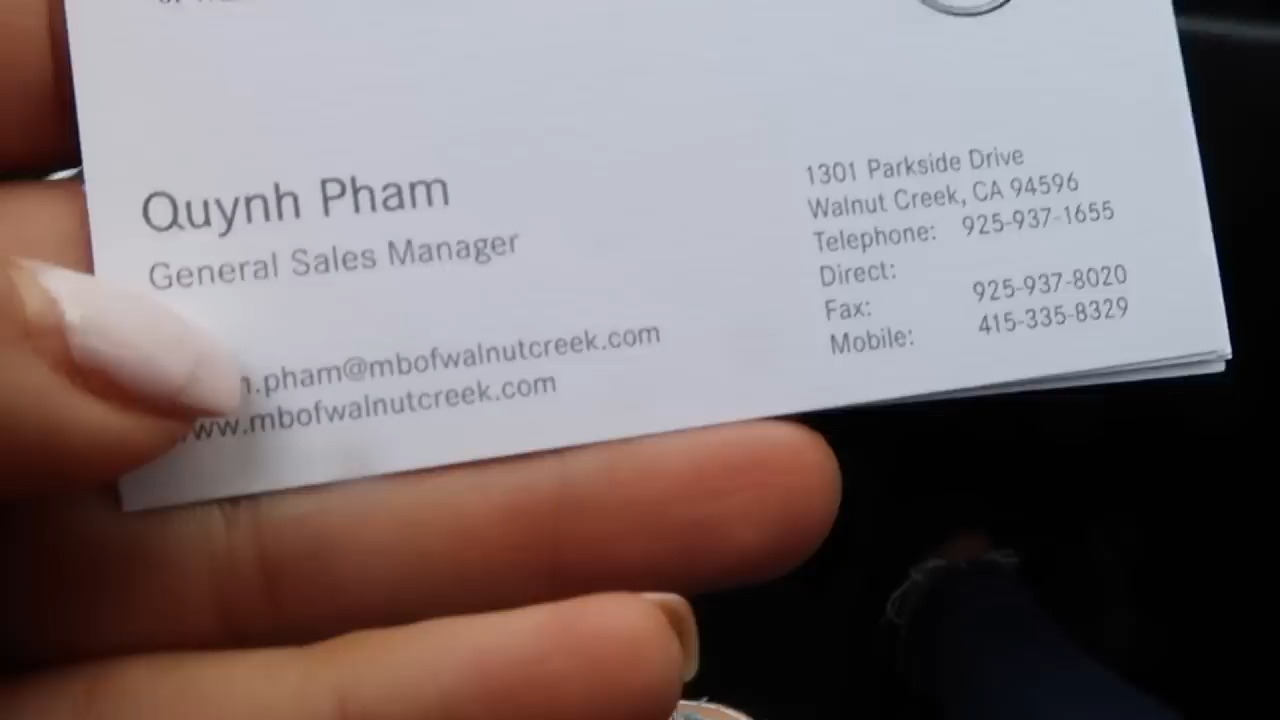 Quynh Pham
General Sales Manager
.pham@mbofwalnutcreek.com
www.mbofwalnutcreek.com
1301 Parkside Drive
Walnut Creek, CA 94596
Telephone: 925-937-1655
Direct:
Fax: 925-937-8020
Mobile: 415-335-8329